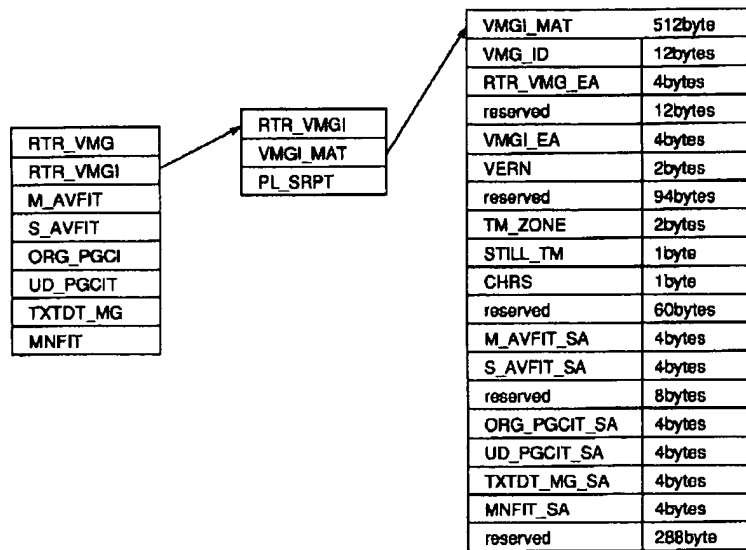 RTR_VMG
RTR_VMGI
M_AVFIT
S_AVFIT
ORG_PGCI
UD_PGCIT
TXTDT_MG
MNFIT
RTR_VMGI
VMGI_MAT
PL_SRPT
VMGI_MAT 512byte
VMG_ID 12bytes
RTR_VMG_EA 4bytes
reserved 12bytes
VMGI_EA 4bytes
VERN 2bytes
reserved 94bytes
TM_ZONE 2bytes
STILL_TM 1byte
CHRS 1byte
reserved 60bytes
M_AVFIT_SA 4bytes
S_AVFIT_SA 4bytes
reserved 8bytes
ORG_PGCIT_SA 4bytes
UD_PGCIT_SA 4bytes
TXTDT_MG_SA 4bytes
MNFIT_SA 4bytes
reserved 288byte